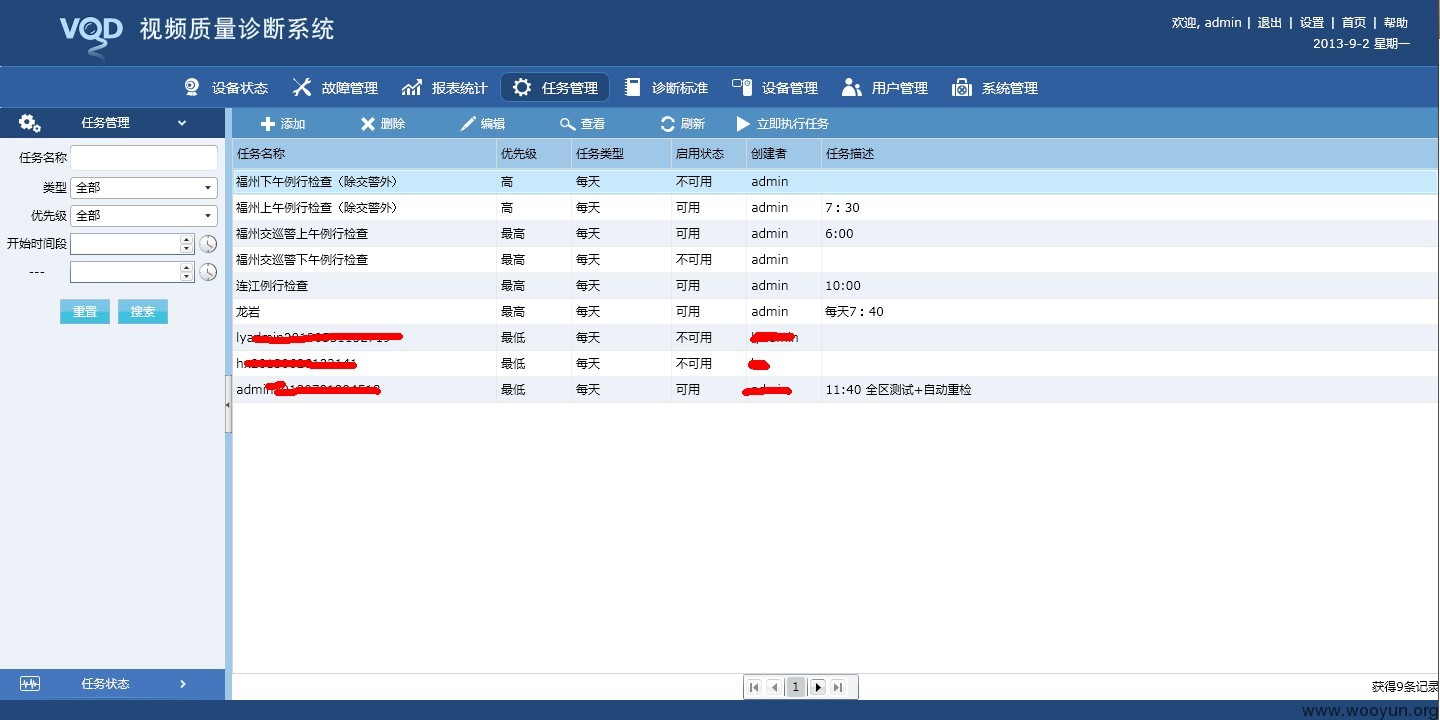 VQD 视频质量诊断系统
欢迎, admin | 退出 | 设置 | 首页 | 帮助
2013-9-2 星期一
设备状态 故障管理 报表统计 任务管理 诊断标准 设备管理 用户管理 系统管理
任务管理
添加 删除 编辑 查看 刷新 立即执行任务
任务名称
类型 全部
优先级 全部
开始时间段
---
重置 搜索
任务名称 优先级 任务类型 启用状态 创建者 任务描述
福州下午例行检查（除交警外） 高 每天 不可用 admin
福州上午例行检查（除交警外） 高 每天 可用 admin 7：30
福州交巡警上午例行检查 最高 每天 可用 admin 6:00
福州交巡警下午例行检查 最高 每天 不可用 admin
连江例行检查 最高 每天 可用 admin 10:00
龙岩 最高 每天 可用 admin 每天7：40
最低 每天 不可用
最低 每天 不可用
admin 最低 每天 可用 11:40 全区测试+自动重检
任务状态
1
获得9条记录
www.wooyun.org